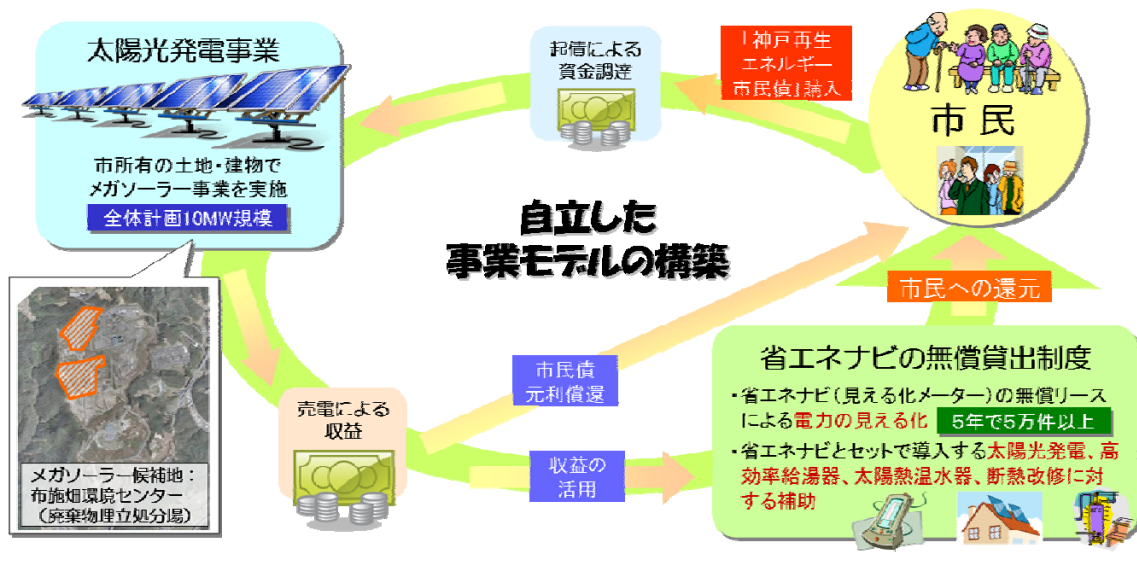 太陽光発電事業
市所有の土地・建物で
メガソーラー事業を実施
全体計画10MW規模
起債による
資金調達
「神戸再生
エネルギー
市民債」購入
市民
自立した
事業モデルの構築
メガソーラー候補地：
布施畑環境センター
（廃棄物埋立処分場）
売電による
収益
市民債
元利償還
収益の
活用
市民への還元
省エネナビの無償貸出制度
・省エネナビ（見える化メーター）の無償リース
による電力の見える化 5年で5万件以上
・省エネナビとセットで導入する太陽光発電、高
効率給湯器、太陽熱温水器、断熱改修に対
する補助